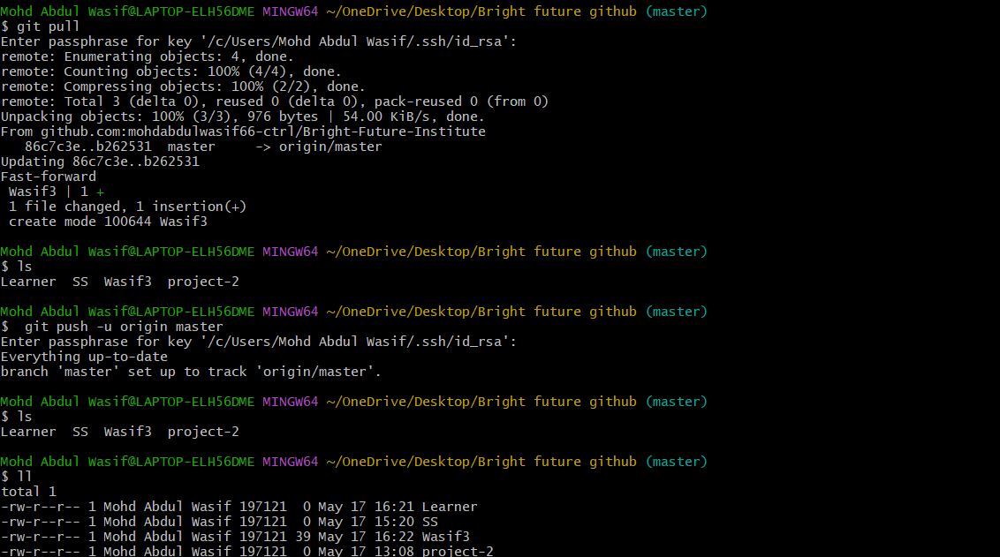 Mohd Abdul Wasif@LAPTOP-ELH56DME MINGW64 ~/OneDrive/Desktop/Bright future github (master)
$ git pull
Enter passphrase for key '/c/Users/Mohd Abdul Wasif/.ssh/id_rsa':
remote: Enumerating objects: 4, done.
remote: Counting objects: 100% (4/4), done.
remote: Compressing objects: 100% (2/2), done.
remote: Total 3 (delta 0), reused 0 (delta 0), pack-reused 0 (from 0)
Unpacking objects: 100% (3/3), 976 bytes | 54.00 KiB/s, done.
From github.com:mohdabdulwasif66-ctrl/Bright-Future-Institute
   86c7c3e..b262531  master     -> origin/master
Updating 86c7c3e..b262531
Fast-forward
 Wasif3 | 1 +
 1 file changed, 1 insertion(+)
 create mode 100644 Wasif3
Mohd Abdul Wasif@LAPTOP-ELH56DME MINGW64 ~/OneDrive/Desktop/Bright future github (master)
$ ls
Learner  SS  Wasif3  project-2
Mohd Abdul Wasif@LAPTOP-ELH56DME MINGW64 ~/OneDrive/Desktop/Bright future github (master)
$  git push -u origin master
Enter passphrase for key '/c/Users/Mohd Abdul Wasif/.ssh/id_rsa':
Everything up-to-date
branch 'master' set up to track 'origin/master'.
Mohd Abdul Wasif@LAPTOP-ELH56DME MINGW64 ~/OneDrive/Desktop/Bright future github (master)
$ ls
Learner  SS  Wasif3  project-2
Mohd Abdul Wasif@LAPTOP-ELH56DME MINGW64 ~/OneDrive/Desktop/Bright future github (master)
$ ll
total 1
-rw-r--r-- 1 Mohd Abdul Wasif 197121  0 May 17 16:21 Learner
-rw-r--r-- 1 Mohd Abdul Wasif 197121  0 May 17 15:20 SS
-rw-r--r-- 1 Mohd Abdul Wasif 197121 39 May 17 16:22 Wasif3
-rw-r--r-- 1 Mohd Abdul Wasif 197121  0 May 17 13:08 project-2